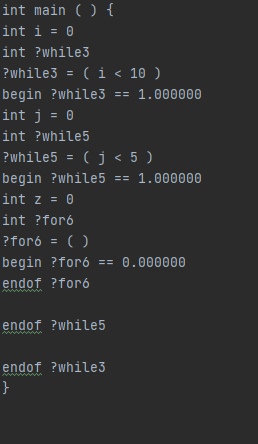 int main ( ) {
int i = 0
int ?while3
?while3 = ( i < 10 )
begin ?while3 == 1.000000
int j = 0
int ?while5
?while5 = ( j < 5 )
begin ?while5 == 1.000000
int z = 0
int ?for6
?for6 = ( )
begin ?for6 == 0.000000
endof ?for6
endof ?while5
endof ?while3
}